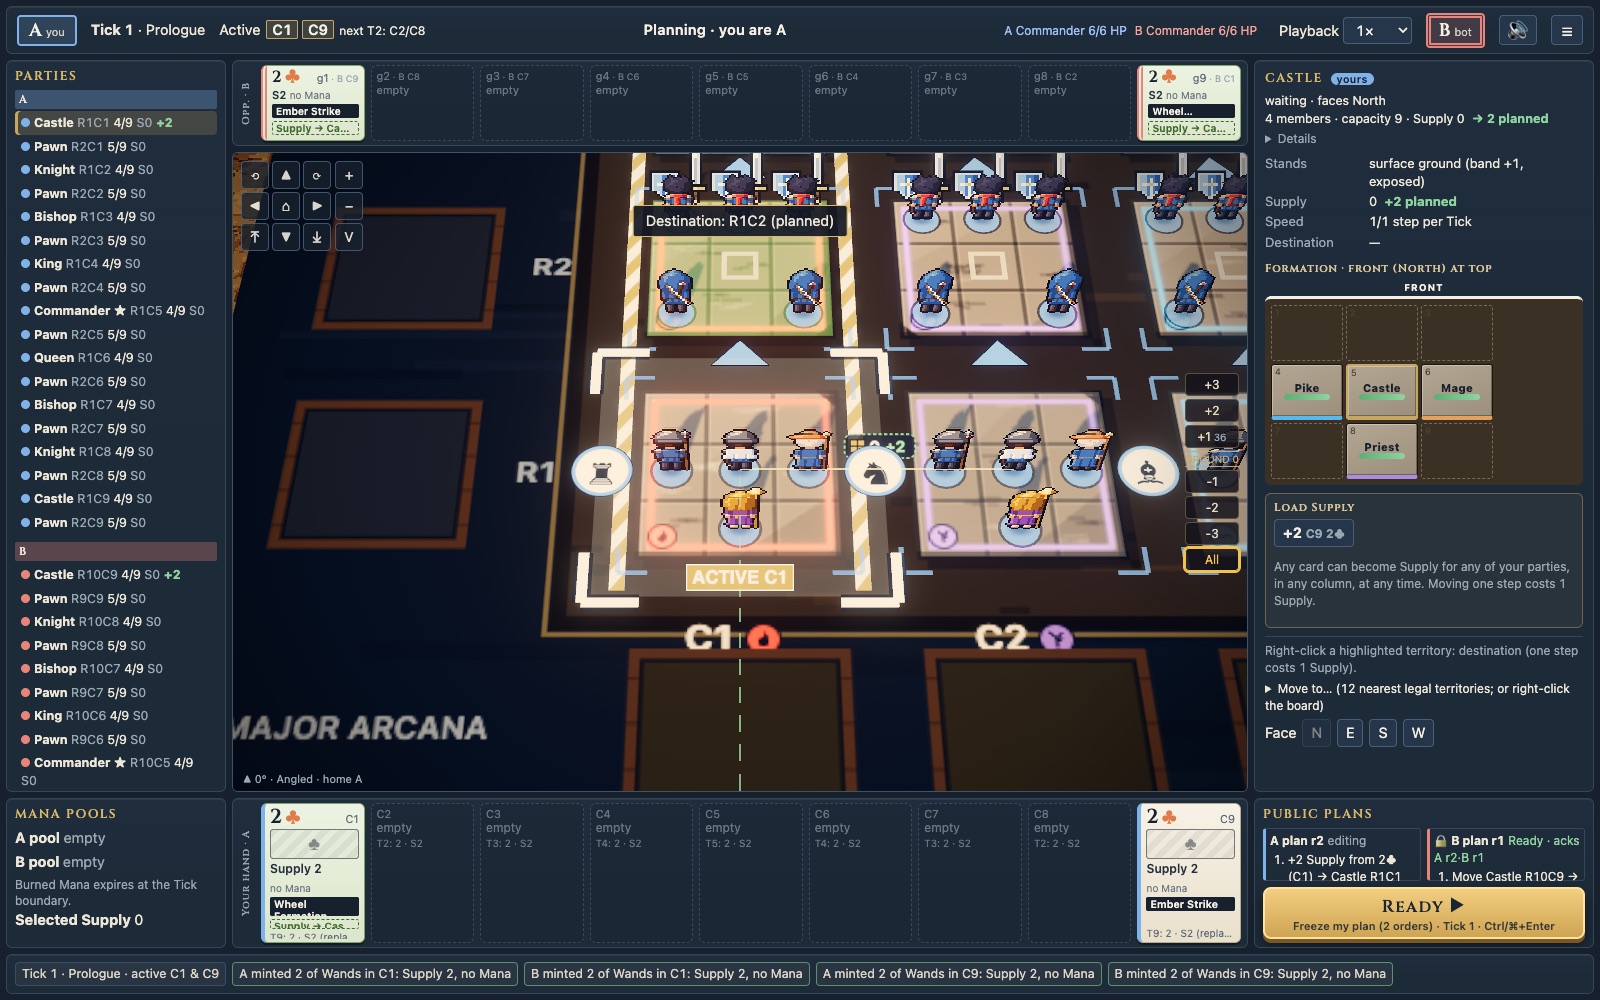 A you
Tick 1 · Prologue Active C1 C9 next T2: C2/C8
Planning · you are A
A Commander 6/6 HP B Commander 6/6 HP
Playback 1×
B bot
PARTIES
A
Castle R1C1 4/9 S0 +2
Pawn R2C1 5/9 S0
Knight R1C2 4/9 S0
Pawn R2C2 5/9 S0
Bishop R1C3 4/9 S0
Pawn R2C3 5/9 S0
King R1C4 4/9 S0
Pawn R2C4 5/9 S0
Commander ★ R1C5 4/9 S0
Pawn R2C5 5/9 S0
Queen R1C6 4/9 S0
Pawn R2C6 5/9 S0
Bishop R1C7 4/9 S0
Pawn R2C7 5/9 S0
Knight R1C8 4/9 S0
Pawn R2C8 5/9 S0
Castle R1C9 4/9 S0
Pawn R2C9 5/9 S0
B
Castle R10C9 4/9 S0 +2
Pawn R9C9 5/9 S0
Knight R10C8 4/9 S0
Pawn R9C8 5/9 S0
Bishop R10C7 4/9 S0
Pawn R9C7 5/9 S0
King R10C6 4/9 S0
Pawn R9C6 5/9 S0
Commander ★ R10C5 4/9
S0
OPP. · B
2♣ g1 · B C9
S2 no Mana
Ember Strike
Supply → Ca...
g2 · B C8
empty
g3 · B C7
empty
g4 · B C6
empty
g5 · B C5
empty
g6 · B C4
empty
g7 · B C3
empty
g8 · B C2
empty
2♣ g9 · B C1
S2 no Mana
Wheel...
Supply → Ca...
Destination: R1C2 (planned)
V
R2
R1
+2
ACTIVE C1
C1
C2
MAJOR ARCANA
+3
+2
+1 36
-1
-2
-3
All
▲ 0° · Angled · home A
CASTLE yours
waiting · faces North
4 members · capacity 9 · Supply 0 → 2 planned
▶ Details
Stands surface ground (band +1,
exposed)
Supply 0 +2 planned
Speed 1/1 step per Tick
Destination —
FORMATION · FRONT (NORTH) AT TOP
FRONT
4 Pike
5 Castle
6 Mage
8 Priest
LOAD SUPPLY
+2 C9 2♣
Any card can become Supply for any of your parties,
in any column, at any time. Moving one step costs 1
Supply.
Right-click a highlighted territory: destination (one step
costs 1 Supply).
▶ Move to... (12 nearest legal territories; or right-click
the board)
Face N E S W
MANA POOLS
A pool empty
B pool empty
Burned Mana expires at the Tick
boundary.
Selected Supply 0
YOUR HAND · A
2♣ C1
Supply 2
no Mana
Wheel
Formation
Supply → Cas...
T9: 2 · S2 (repla...
C2
empty
T2: 2 · S2
C3
empty
T3: 2 · S2
C4
empty
T4: 2 · S2
C5
empty
T5: 2 · S2
C6
empty
T4: 2 · S2
C7
empty
T3: 2 · S2
C8
empty
T2: 2 · S2
2♣ C9
Supply 2
no Mana
Ember Strike
T9: 2 · S2 (repla...
PUBLIC PLANS
A plan r2 editing
1. +2 Supply from 2♣
(C1) → Castle R1C1
B plan r1 Ready · acks
A r2·B r1
1. Move Castle R10C9 →
READY ▶
Freeze my plan (2 orders) · Tick 1 · Ctrl/⌘+Enter
Tick 1 · Prologue · active C1 & C9
A minted 2 of Wands in C1: Supply 2, no Mana
B minted 2 of Wands in C1: Supply 2, no Mana
A minted 2 of Wands in C9: Supply 2, no Mana
B minted 2 of Wands in C9: Supply 2, no Mana